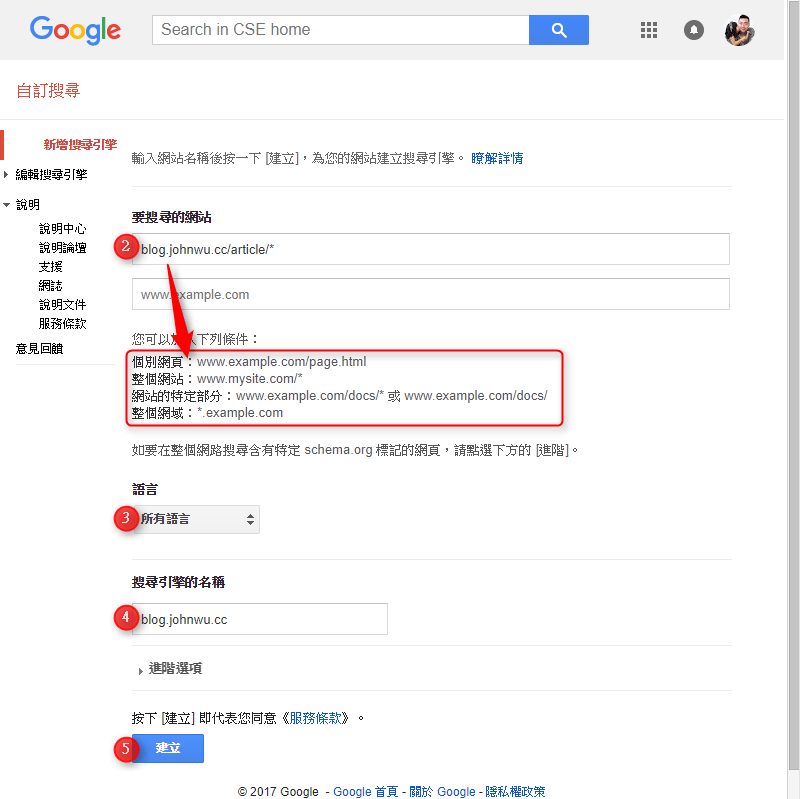 Google
Search in CSE home
自訂搜尋
新增搜尋引擎
編輯搜尋引擎
說明
說明中心
說明論壇
支援
網誌
說明文件
服務條款
意見回饋
輸入網站名稱後按一下 [建立]，為您的網站建立搜尋引擎。 瞭解詳情
要搜尋的網站
2 blog.johnwu.cc/article/*
www.example.com
您可以加入下列條件：
個別網頁：www.example.com/page.html
整個網站：www.mysite.com/*
網站的特定部分：www.example.com/docs/* 或 www.example.com/docs/
整個網域：*.example.com
如要在整個網路搜尋含有特定 schema.org 標記的網頁，請點選下方的 [進階]。
語言
3 所有語言
搜尋引擎的名稱
4 blog.johnwu.cc
進階選項
按下 [建立] 即代表您同意《服務條款》。
5 建立
© 2017 Google - Google 首頁 - 關於 Google - 隱私權政策